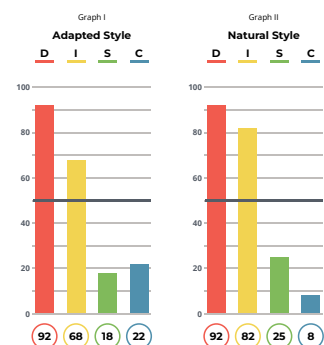 Graph I
Adapted Style
D I S C
100
80
60
40
20
0
92 68 18 22
Graph II
Natural Style
D I S C
100
80
60
40
20
0
92 82 25 8